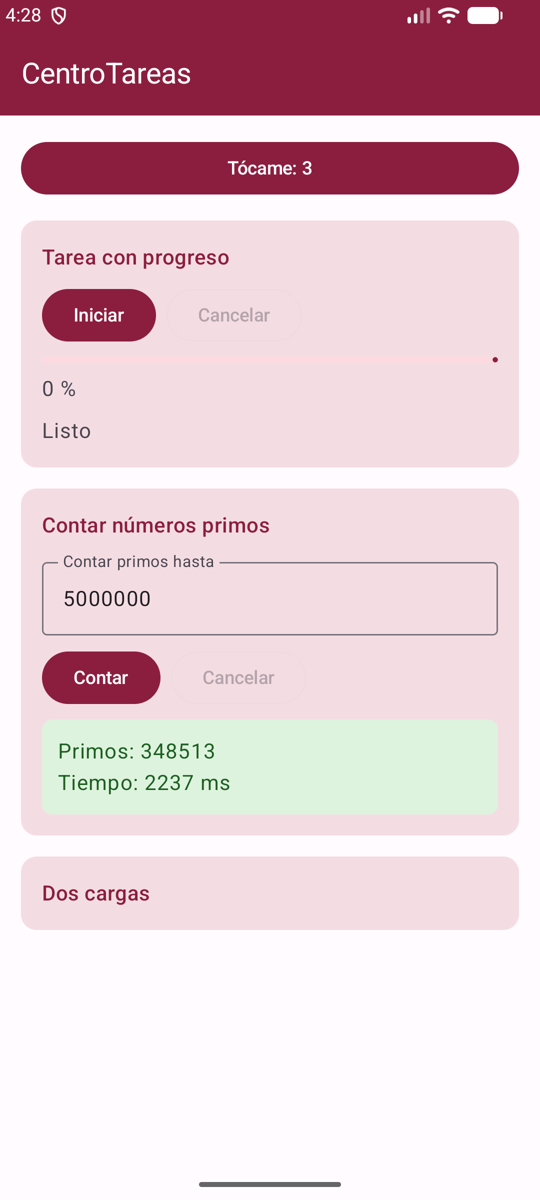 4:28
CentroTareas
Tócame: 3
Tarea con progreso
Iniciar Cancelar
0 %
Listo
Contar números primos
Contar primos hasta
5000000
Contar Cancelar
Primos: 348513
Tiempo: 2237 ms
Dos cargas